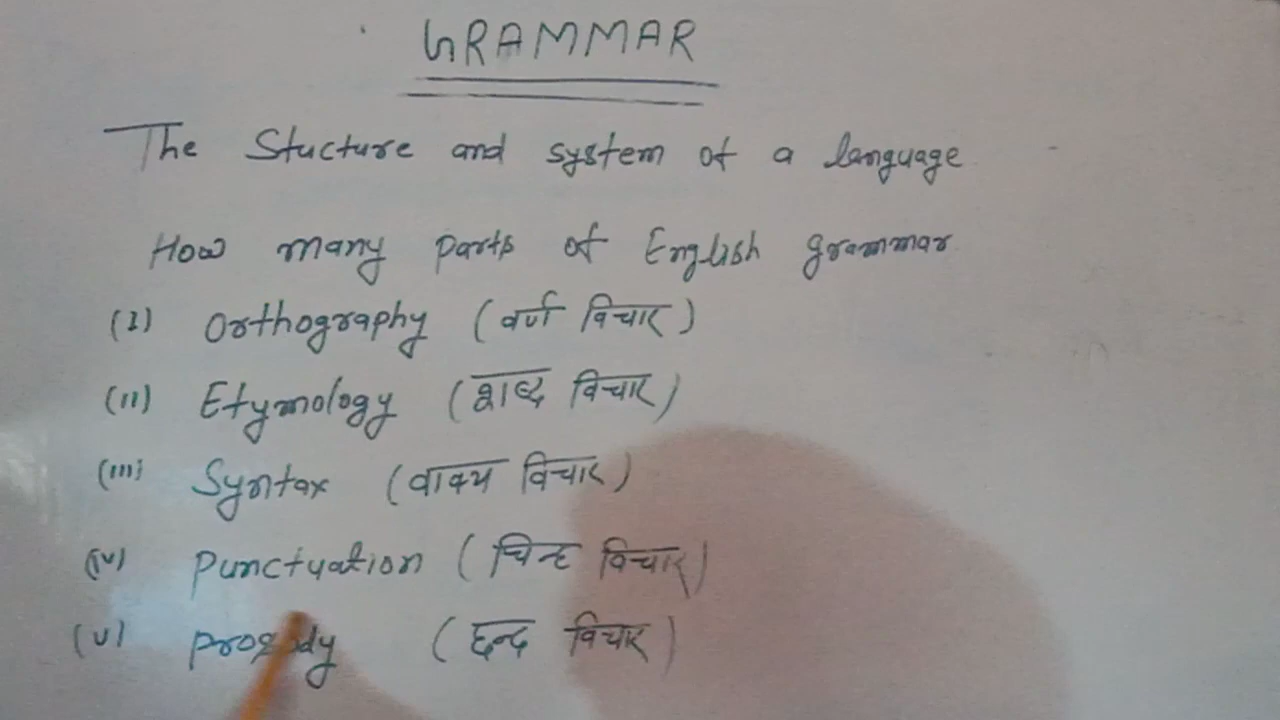 GRAMMAR
The Stucture and system of a language
How many parts of English grammar
(I) Orthography (वर्ण विचार)
(II) Etymology (शब्द विचार)
(III) Syntax (वाक्य विचार)
(IV) Punctuation (चिन्ह विचार)
(V) (छन्द विचार)